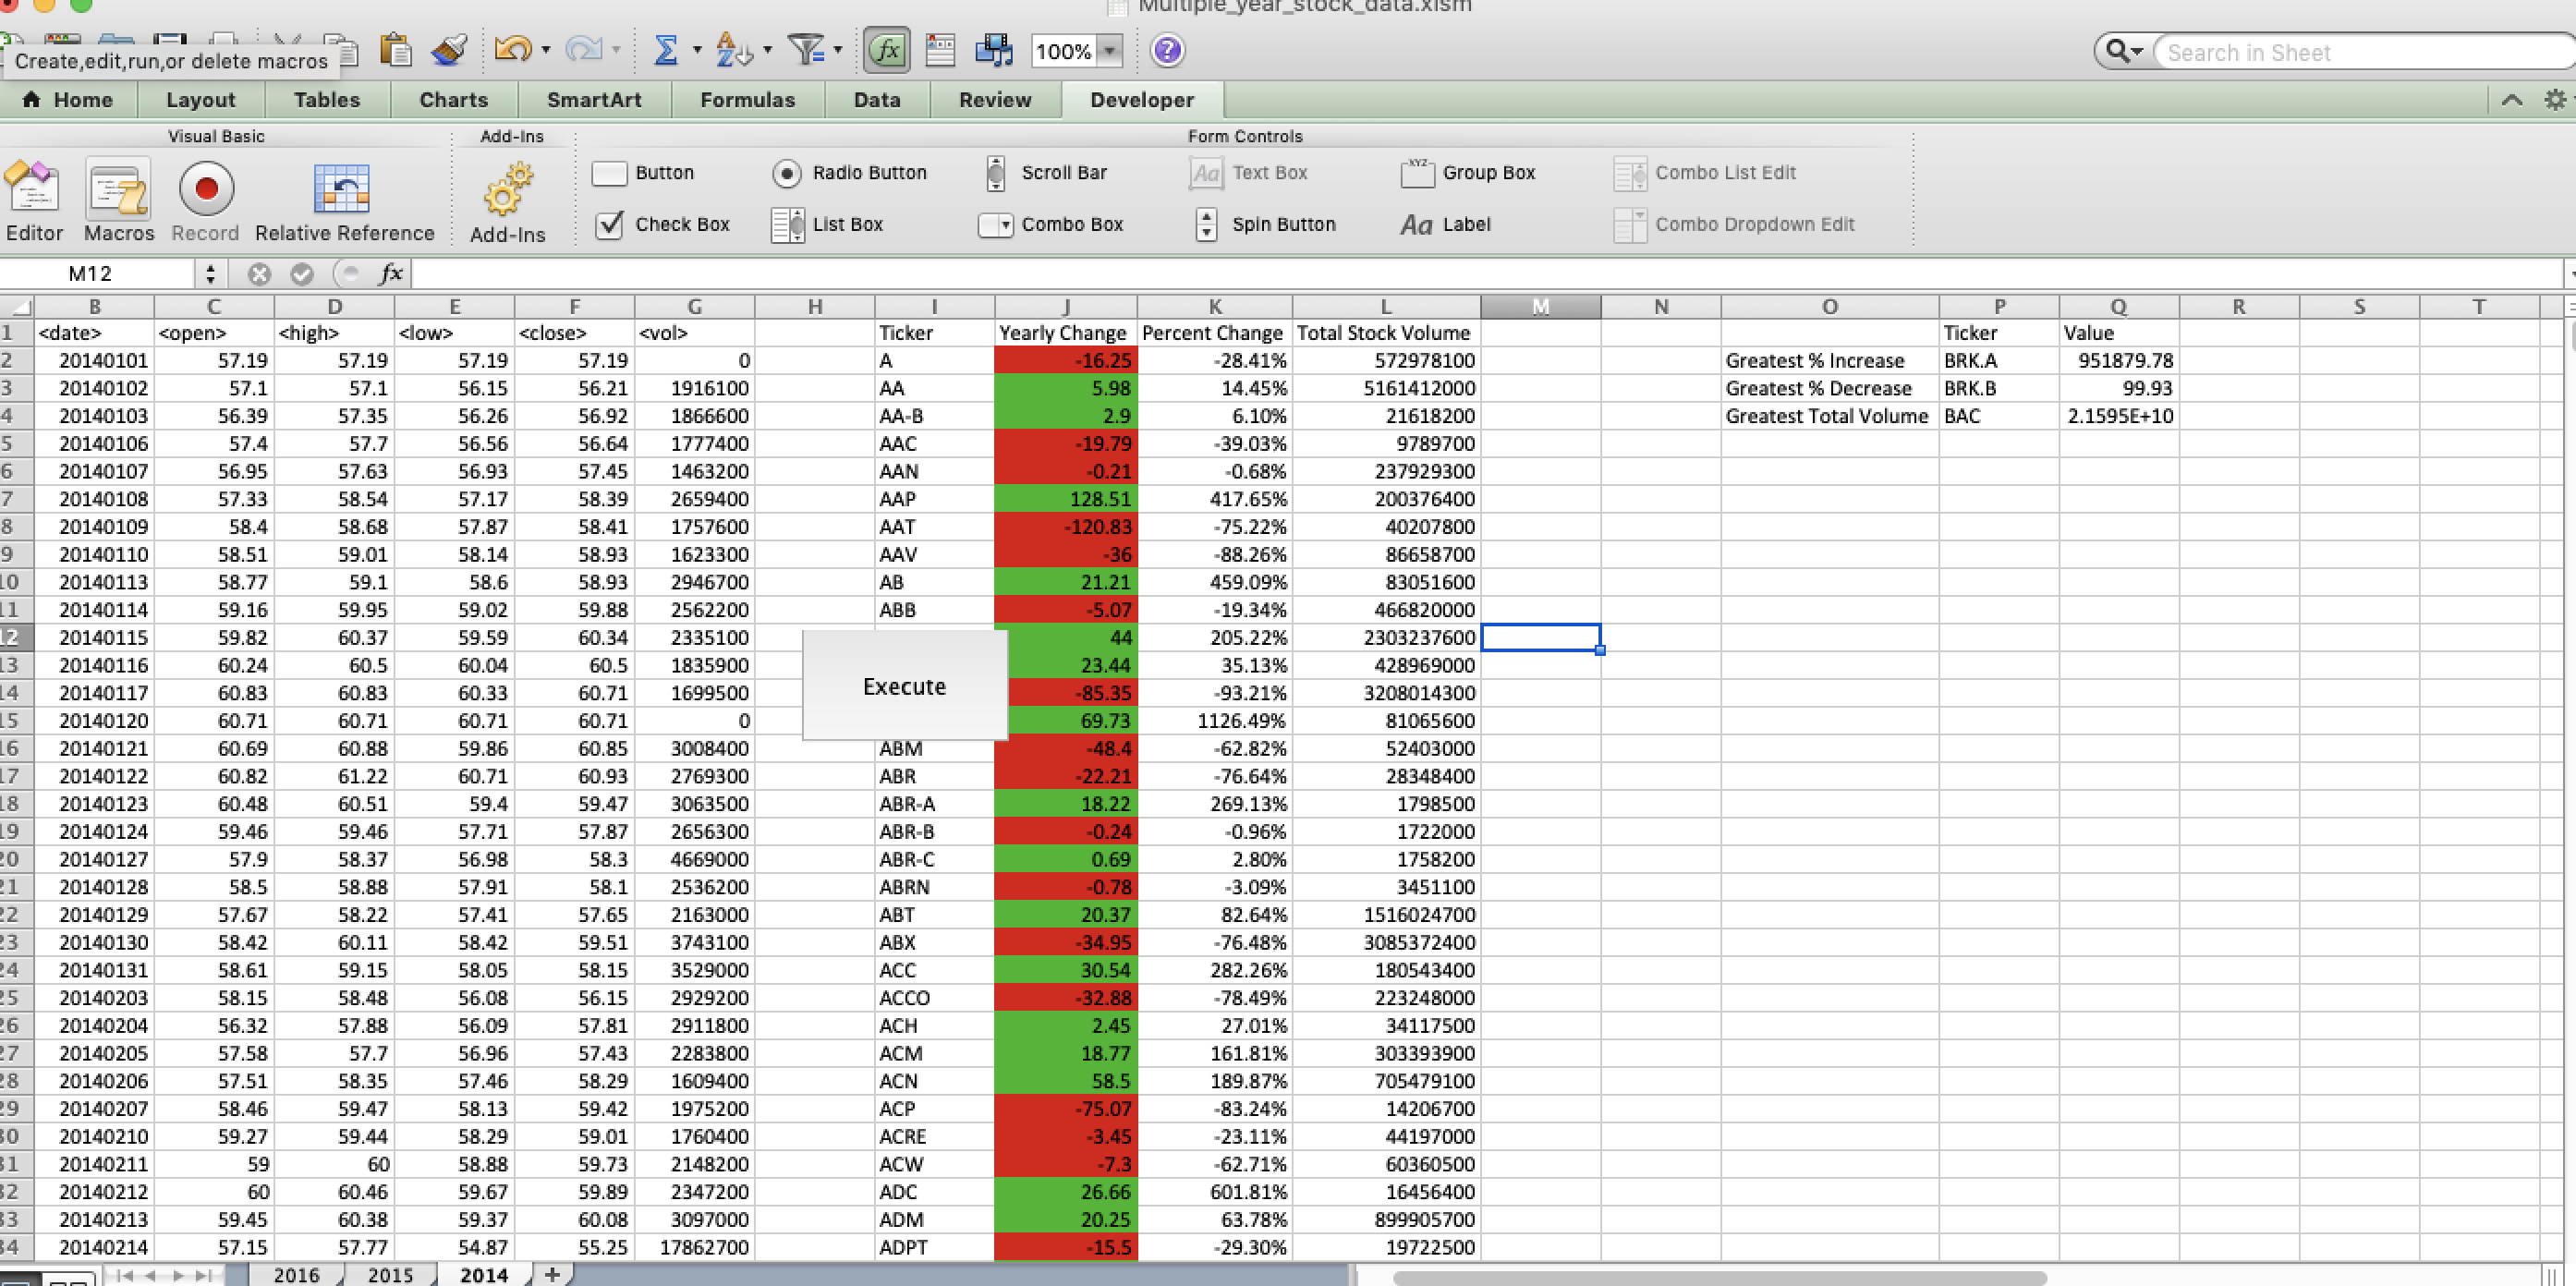 Multiple_year_stock_data.xlsm
Create,edit,run,or delete macros
100%
Search in Sheet
Home Layout Tables Charts SmartArt Formulas Data Review Developer
Visual Basic Add-Ins Form Controls
Button Radio Button Scroll Bar Text Box Group Box Combo List Edit
Check Box List Box Combo Box Spin Button Label Combo Dropdown Edit
Editor Macros Record Relative Reference Add-Ins
M12 fx
B C D E F G H I J K L M N O P Q R S T
1 <date> <open> <high> <low> <close> <vol> Ticker Yearly Change Percent Change Total Stock Volume Ticker Value
2 20140101 57.19 57.19 57.19 57.19 0 A -16.25 -28.41% 572978100 Greatest % Increase BRK.A 951879.78
3 20140102 57.1 57.1 56.15 56.21 1916100 AA 5.98 14.45% 5161412000 Greatest % Decrease BRK.B 99.93
4 20140103 56.39 57.35 56.26 56.92 1866600 AA-B 2.9 6.10% 21618200 Greatest Total Volume BAC 2.1595E+10
5 20140106 57.4 57.7 56.56 56.64 1777400 AAC -19.79 -39.03% 9789700
6 20140107 56.95 57.63 56.93 57.45 1463200 AAN -0.21 -0.68% 237929300
7 20140108 57.33 58.54 57.17 58.39 2659400 AAP 128.51 417.65% 200376400
8 20140109 58.4 58.68 57.87 58.41 1757600 AAT -120.83 -75.22% 40207800
9 20140110 58.51 59.01 58.14 58.93 1623300 AAV -36 -88.26% 86658700
10 20140113 58.77 59.1 58.6 58.93 2946700 AB 21.21 459.09% 83051600
11 20140114 59.16 59.95 59.02 59.88 2562200 ABB -5.07 -19.34% 466820000
12 20140115 59.82 60.37 59.59 60.34 2335100 44 205.22% 2303237600
13 20140116 60.24 60.5 60.04 60.5 1835900 23.44 35.13% 428969000
Execute
14 20140117 60.83 60.83 60.33 60.71 1699500 -85.35 -93.21% 3208014300
15 20140120 60.71 60.71 60.71 60.71 0 69.73 1126.49% 81065600
16 20140121 60.69 60.88 59.86 60.85 3008400 ABM -48.4 -62.82% 52403000
17 20140122 60.82 61.22 60.71 60.93 2769300 ABR -22.21 -76.64% 28348400
18 20140123 60.48 60.51 59.4 59.47 3063500 ABR-A 18.22 269.13% 1798500
19 20140124 59.46 59.46 57.71 57.87 2656300 ABR-B -0.24 -0.96% 1722000
20 20140127 57.9 58.37 56.98 58.3 4669000 ABR-C 0.69 2.80% 1758200
21 20140128 58.5 58.88 57.91 58.1 2536200 ABRN -0.78 -3.09% 3451100
22 20140129 57.67 58.22 57.41 57.65 2163000 ABT 20.37 82.64% 1516024700
23 20140130 58.42 60.11 58.42 59.51 3743100 ABX -34.95 -76.48% 3085372400
24 20140131 58.61 59.15 58.05 58.15 3529000 ACC 30.54 282.26% 180543400
25 20140203 58.15 58.48 56.08 56.15 2929200 ACCO -32.88 -78.49% 223248000
26 20140204 56.32 57.88 56.09 57.81 2911800 ACH 2.45 27.01% 34117500
27 20140205 57.58 57.7 56.96 57.43 2283800 ACM 18.77 161.81% 303393900
28 20140206 57.51 58.35 57.46 58.29 1609400 ACN 58.5 189.87% 705479100
29 20140207 58.46 59.47 58.13 59.42 1975200 ACP -75.07 -83.24% 14206700
30 20140210 59.27 59.44 58.29 59.01 1760400 ACRE -3.45 -23.11% 44197000
31 20140211 59 60 58.88 59.73 2148200 ACW -7.3 -62.71% 60360500
32 20140212 60 60.46 59.67 59.89 2347200 ADC 26.66 601.81% 16456400
33 20140213 59.45 60.38 59.37 60.08 3097000 ADM 20.25 63.78% 899905700
34 20140214 57.15 57.77 54.87 55.25 17862700 ADPT -15.5 -29.30% 19722500
2016 2015 2014